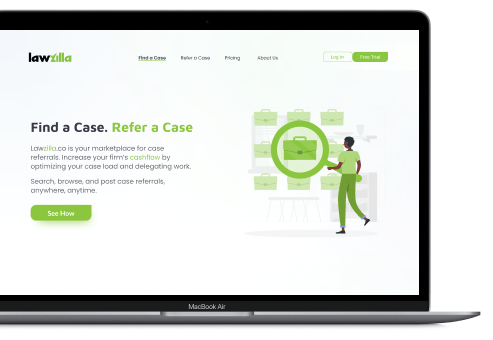 lawzilla
Find a Case Refer a Case Pricing About Us Log In Free Trial
Find a Case. Refer a Case
Lawzilla.co is your marketplace for case
referrals. Increase your firm's cashflow by
optimizing your case load and delegating work.
Search, browse, and post case referrals,
anywhere, anytime.
See How
MacBook Air